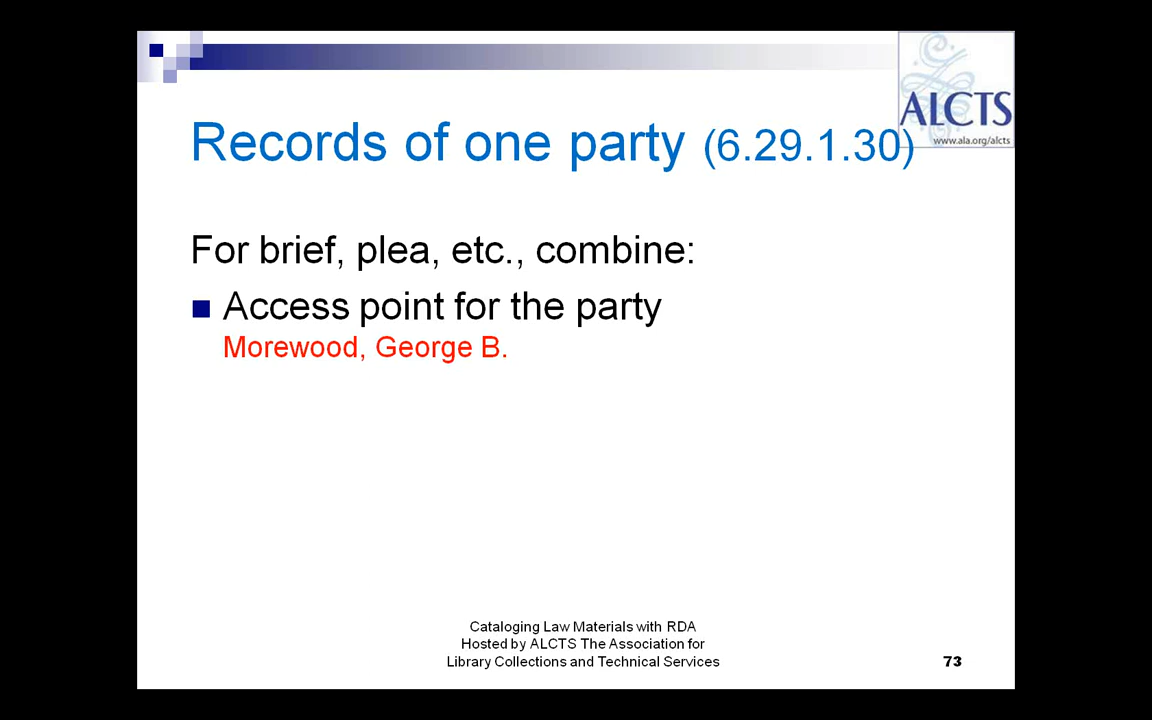 ALCTS
www.ala.org/alcts
Records of one party (6.29.1.30)
For brief, plea, etc., combine:
Access point for the party
Morewood, George B.
Cataloging Law Materials with RDA
Hosted by ALCTS The Association for
Library Collections and Technical Services
73